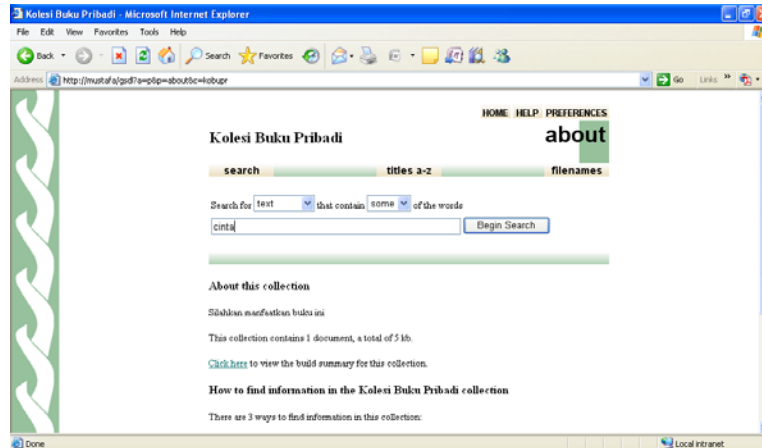 Kolesi Buku Pribadi - Microsoft Internet Explorer
File Edit View Favorites Tools Help
Back Search Favorites
Address http://mustafa/gsdl?a=p&p=about&c=kobupr Go Links
HOME HELP PREFERENCES
Kolesi Buku Pribadi about
search titles a-z filenames
Search for text that contain some of the words
cinta Begin Search
About this collection
Silahkan manfaatkan buku ini
This collection contains 1 document, a total of 5 kb.
Click here to view the build summary for this collection.
How to find information in the Kolesi Buku Pribadi collection
There are 3 ways to find information in this collection:
Done Local intranet